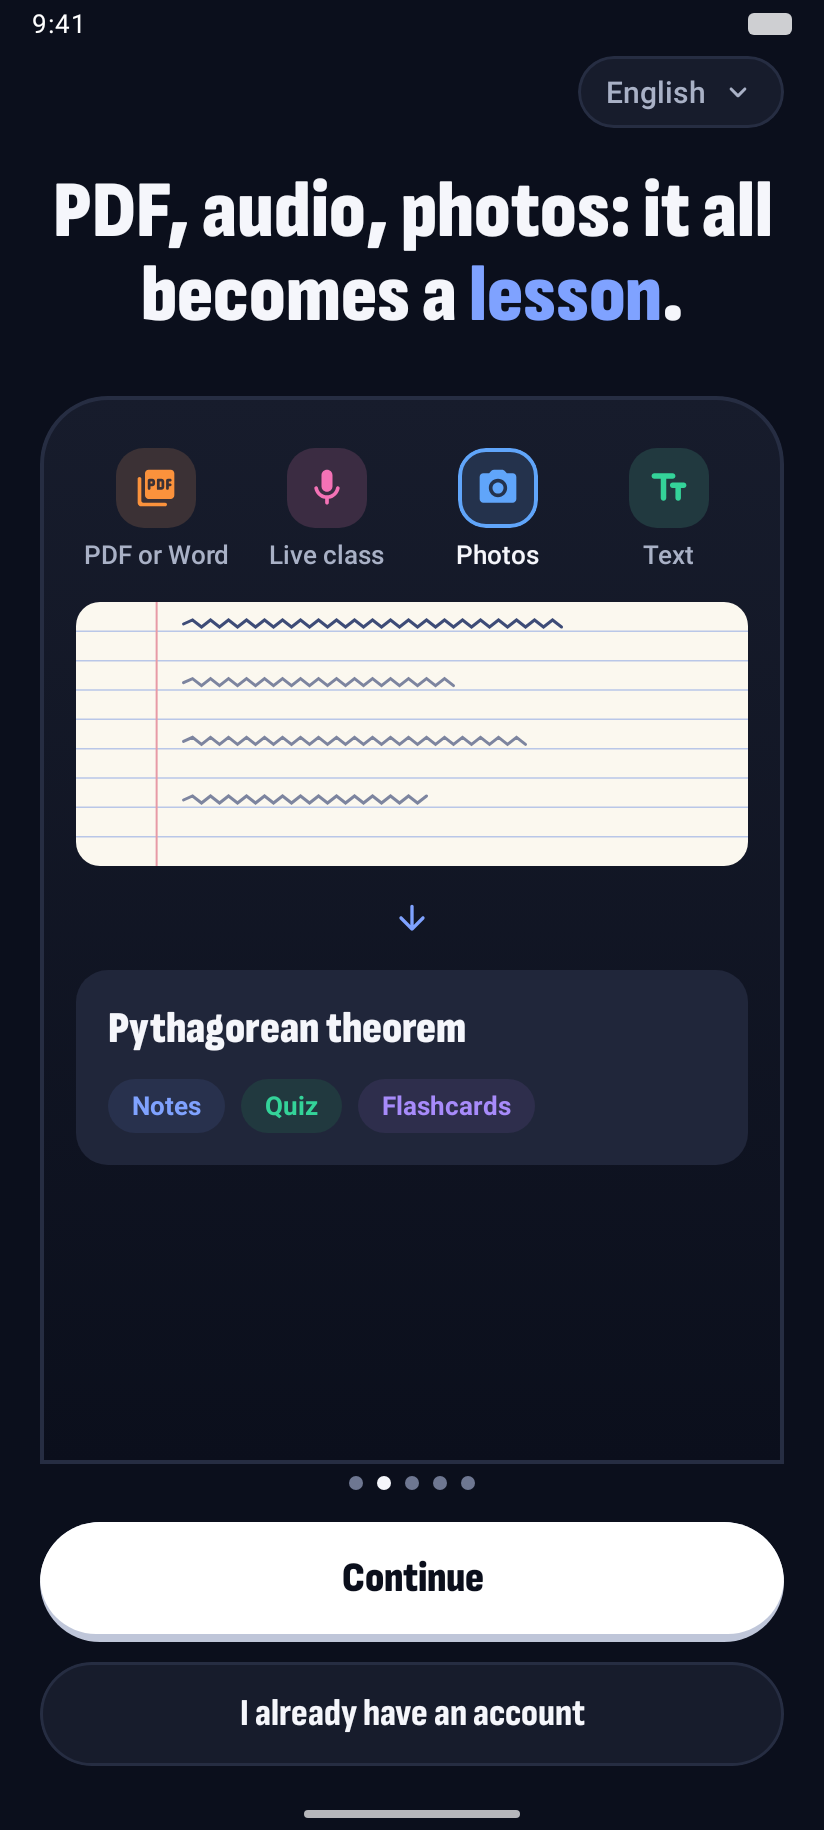 9:41
English
PDF, audio, photos: it all
becomes a lesson.
PDF
PDF or Word
Live class
Photos
Text
Pythagorean theorem
Notes
Quiz
Flashcards
Continue
I already have an account